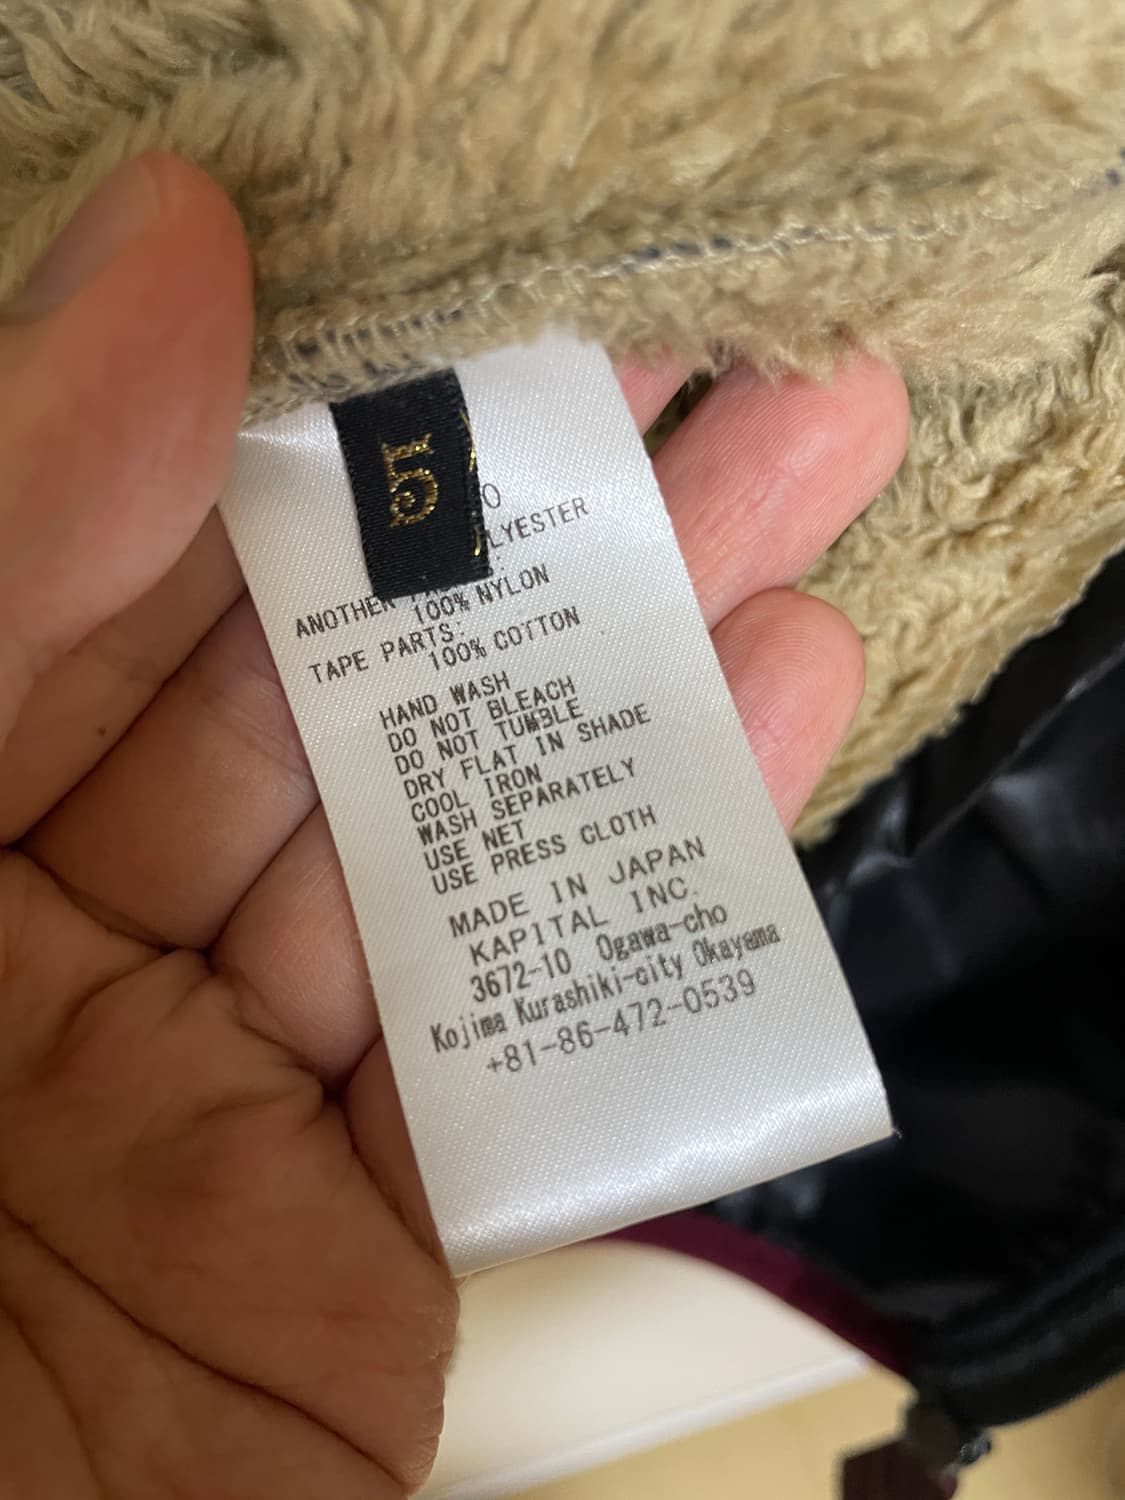 5
0
LYESTER
ANOTHER
100% NYLON
TAPE PARTS:
100% COTTON
HAND WASH
DO NOT BLEACH
DO NOT TUMBLE
DRY FLAT IN SHADE
COOL IRON
WASH SEPARATELY
USE NET
USE PRESS CLOTH
MADE IN JAPAN
KAPITAL INC.
3672-10 Ogawa-cho
Kojima Kurashiki-city Okayama
+81-86-472-0539